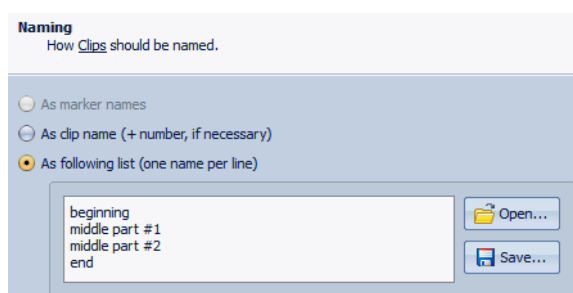 Naming
How Clips should be named.
As marker names
As clip name (+ number, if necessary)
As following list (one name per line)
beginning
middle part #1
middle part #2
end
Open...
Save...